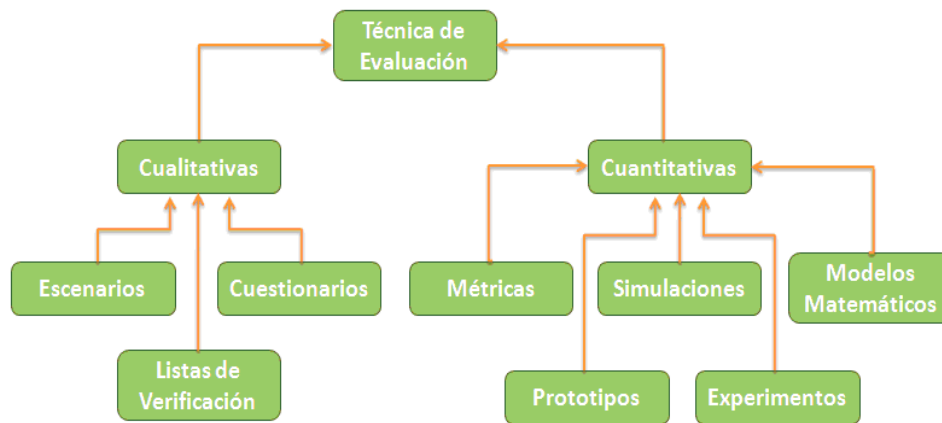 Técnica de
Evaluación
Cualitativas
Cuantitativas
Escenarios
Cuestionarios
Métricas
Simulaciones
Modelos
Matemáticos
Listas de
Verificación
Prototipos
Experimentos